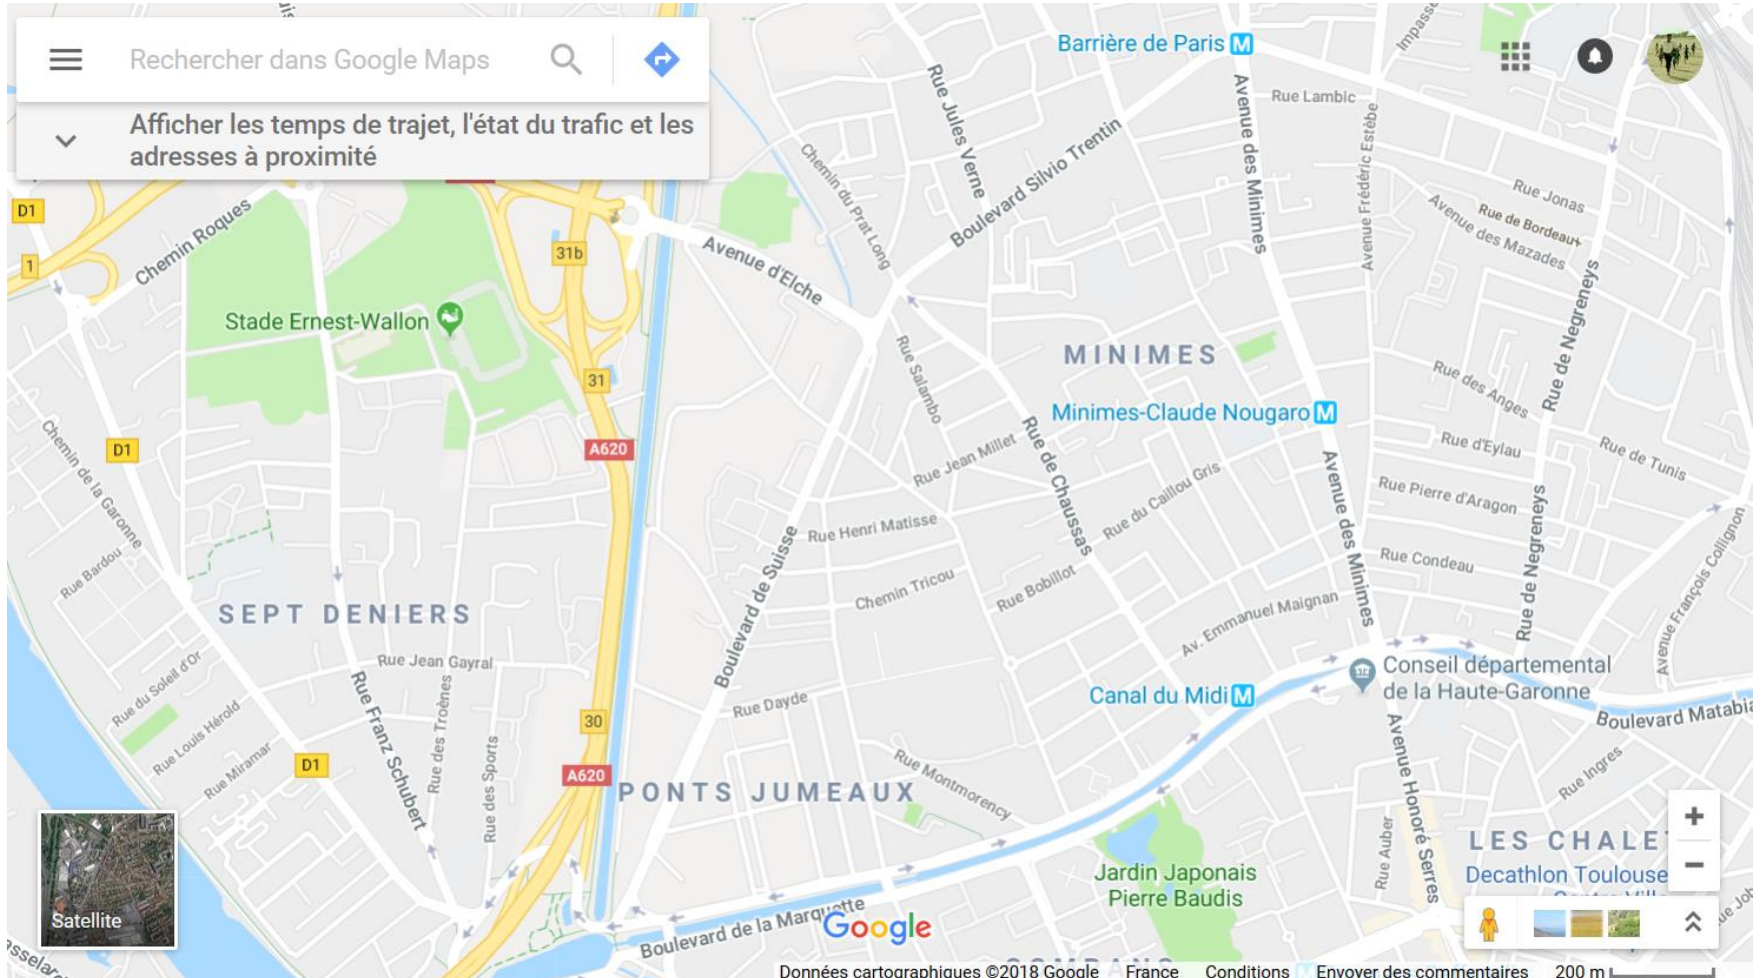 Rechercher dans Google Maps
Afficher les temps de trajet, l'état du trafic et les
adresses à proximité
Barrière de Paris M
Impasse
Rue Lambic
Rue Jules Verne
Boulevard Silvio Trentin
Avenue des Minimes
Avenue Frédéric Estèbe
Chemin du Prat Long
Rue Jonas
Rue de Bordeaux
Avenue des Mazades
D1
Chemin Roques
31b
Avenue d'Elche
1
Rue de Negreneys
Stade Ernest-Wallon
MINIMES
Rue Salambo
31
Rue des Anges
Minimes-Claude Nougaro M
D1
A620
Chemin de la Garonne
Rue Jean Millet
Rue de Chaussas
Rue du Caillou Gris
Rue d'Eylau
Rue de Tunis
Rue Pierre d'Aragon
Avenue des Minimes
Rue Henri Matisse
Boulevard de Suisse
Rue Condeau
Rue de Negreneys
Avenue François Collignon
Rue Bardou
Chemin Tricou
Rue Bobillot
Av. Emmanuel Maignan
SEPT DENIERS
Rue Jean Gayral
Conseil départemental
de la Haute-Garonne
Rue du Soleil d'Or
Rue Franz Schubert
Rue des Troènes
Canal du Midi M
Rue Dayde
30
Boulevard Matabia
Rue Louis Hérold
Rue Miramar
D1
Rue des Sports
A620
PONTS JUMEAUX
Rue Montmorency
Avenue Honoré Serres
Rue Ingres
Rue Auber
LES CHALE
Decathlon Toulouse
Jardin Japonais
Pierre Baudis
Satellite
Boulevard de la Marquette
Google
Données cartographiques ©2018 Google France Conditions Envoyer des commentaires 200 m